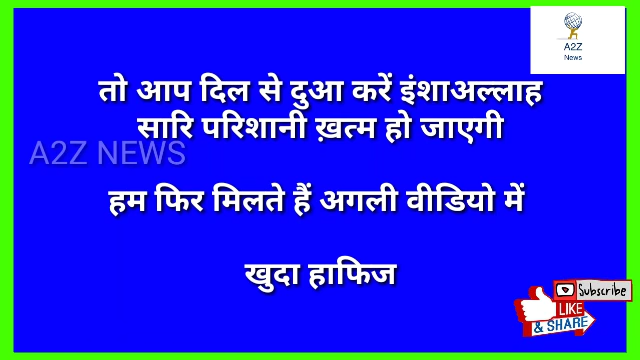 A2Z
News
तो आप दिल से दुआ करें इंशाअल्लाह
सारि परिशानी ख़त्म हो जाएगी
A2Z NEWS
हम फिर मिलते हैं अगली वीडियो में
खुदा हाफिज
Subscribe
LIKE
& SHARE